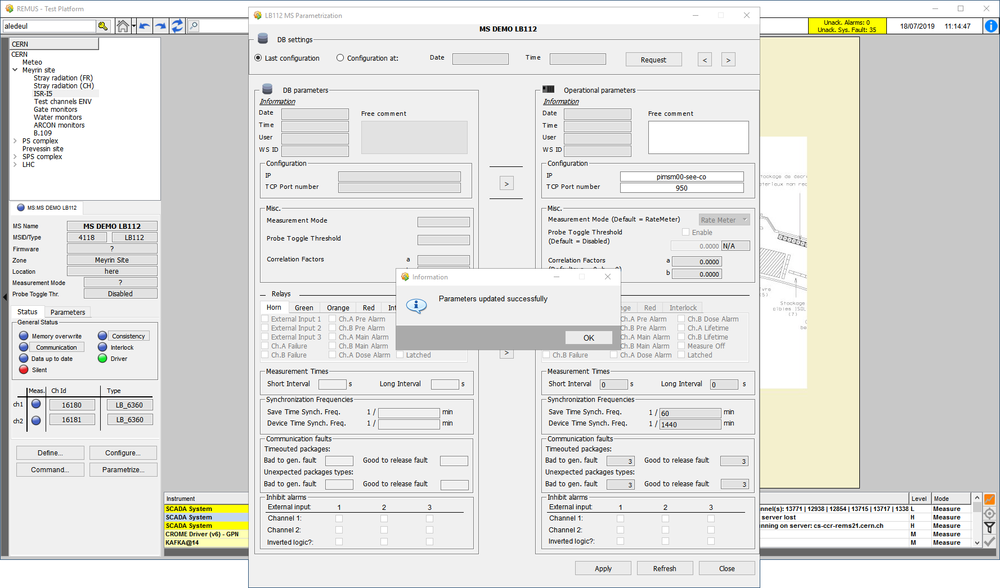 REMUS - Test Platform
aledeul
Unack. Alarms: 0
Unack. Sys. Fault: 35
18/07/2019 11:14:47
CERN
CERN
Meteo
Meyrin site
Stray radiation (FR)
Stray radiation (CH)
ISR-I5
Test channels ENV
Gate monitors
Water monitors
ARCON monitors
B.109
PS complex
Prevessin site
SPS complex
LHC
MS:MS DEMO LB112
MS Name MS DEMO LB112
MSID/Type 4118 LB112
Firmware ?
Zone Meyrin Site
Location here
Measurement Mode ?
Probe Toggle Thr. Disabled
Status Parameters
General Status
Memory overwrite Consistency
Communication Interlock
Data up to date Driver
Silent
Meas. Ch Id Type
ch1 16180 LB_6360
ch2 16181 LB_6360
Define... Configure...
Command... Parametrize...
LB112 MS Parametrization
MS DEMO LB112
DB settings
Last configuration Configuration at: Date Time Request < >
DB parameters
Information
Date Free comment
Time
User
WS ID
Configuration
IP
TCP Port number
Misc.
Measurement Mode
Probe Toggle Threshold
Correlation Factors a
>
Operational parameters
Information
Date Free comment
Time
User
WS ID
Configuration
IP pimsm00-see-co
TCP Port number 950
Misc.
Measurement Mode (Default = RateMeter) Rate Meter
Probe Toggle Threshold Enable
(Default = Disabled)
0.0000 N/A
Correlation Factors a 0.0000
b 0.0000
Information
Parameters updated successfully
OK
Relays
Horn Green Orange Red Int
External Input 1 Ch.A Pre Alarm
External Input 2 Ch.B Pre Alarm
External Input 3 Ch.A Main Alarm
Ch.A Failure Ch.B Main Alarm
Ch.B Failure Ch.A Dose Alarm Latched
>
nge Red Interlock
Ch.A Pre Alarm Ch.B Dose Alarm
Ch.B Pre Alarm Ch.A Lifetime
Ch.A Main Alarm Ch.B Lifetime
Ch.B Main Alarm Measure Off
Ch.B Failure Ch.A Dose Alarm Latched
Measurement Times
Short Interval s Long Interval s
Synchronization Frequencies
Save Time Synch. Freq. 1 / min
Device Time Synch. Freq. 1 / min
Communication faults
Timeouted packages:
Bad to gen. fault Good to release fault
Unexpected packages types:
Bad to gen. fault Good to release fault
Inhibit alarms
External input: 1 2 3
Channel 1:
Channel 2:
Inverted logic?:
Measurement Times
Short Interval 0 s Long Interval 0 s
Synchronization Frequencies
Save Time Synch. Freq. 1 / 60 min
Device Time Synch. Freq. 1 / 1440 min
Communication faults
Timeouted packages:
Bad to gen. fault 3 Good to release fault 3
Unexpected packages types:
Bad to gen. fault 3 Good to release fault 3
Inhibit alarms
External input: 1 2 3
Channel 1:
Channel 2:
Inverted logic?:
Apply Refresh Close
tockage de decr
ateriaux non rec
vre
(5)
Stockage
cibles ISOL
(7)
be
Instrument
SCADA System
SCADA System
SCADA System
CROME Driver (v6) - GPN
KAFKA@14
Level Mode
nnel(s): 13771 | 12938 | 12854 | 13715 | 13717 | 1338 L Measure
server lost H Measure
unning on server: cs-ccr-rems21.cern.ch H Measure
M Measure
M Measure